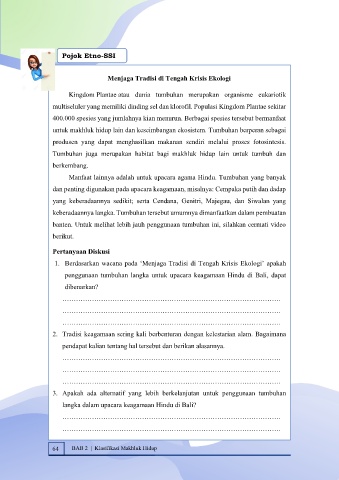 Pojok Etno-SSI
Menjaga Tradisi di Tengah Krisis Ekologi
Kingdom Plantae atau dunia tumbuhan merupakan organisme eukariotik
multiseluler yang memiliki dinding sel dan klorofil. Populasi Kingdom Plantae sekitar
400.000 spesies yang jumlahnya kian menurun. Berbagai spesies tersebut bermanfaat
untuk makhluk hidup lain dan keseimbangan ekosistem. Tumbuhan berperan sebagai
produsen yang dapat menghasilkan makanan sendiri melalui proses fotosintesis.
Tumbuhan juga merupakan habitat bagi makhluk hidup lain untuk tumbuh dan
berkembang.
Manfaat lainnya adalah untuk upacara agama Hindu. Tumbuhan yang banyak
dan penting digunakan pada upacara keagamaan, misalnya: Cempaka putih dan dadap
yang keberadaannya sedikit; serta Cendana, Genitri, Majegau, dan Siwalan yang
keberadaannya langka. Tumbuhan tersebut umumnya dimanfaatkan dalam pembuatan
banten. Untuk melihat lebih jauh penggunaan tumbuhan ini, silahkan cermati video
berikut.
Pertanyaan Diskusi
1. Berdasarkan wacana pada "Menjaga Tradisi di Tengah Krisis Ekologi" apakah
penggunaan tumbuhan langka untuk upacara keagamaan Hindu di Bali, dapat
dibenarkan?
2. Tradisi keagamaan sering kali berbenturan dengan kelestarian alam. Bagaimana
pendapat kalian tentang hal tersebut dan berikan alasannya.
3. Apakah ada alternatif yang lebih berkelanjutan untuk penggunaan tumbuhan
langka dalam upacara keagamaan Hindu di Bali?
64 BAB 2 | Klasifikasi Makhluk Hidup